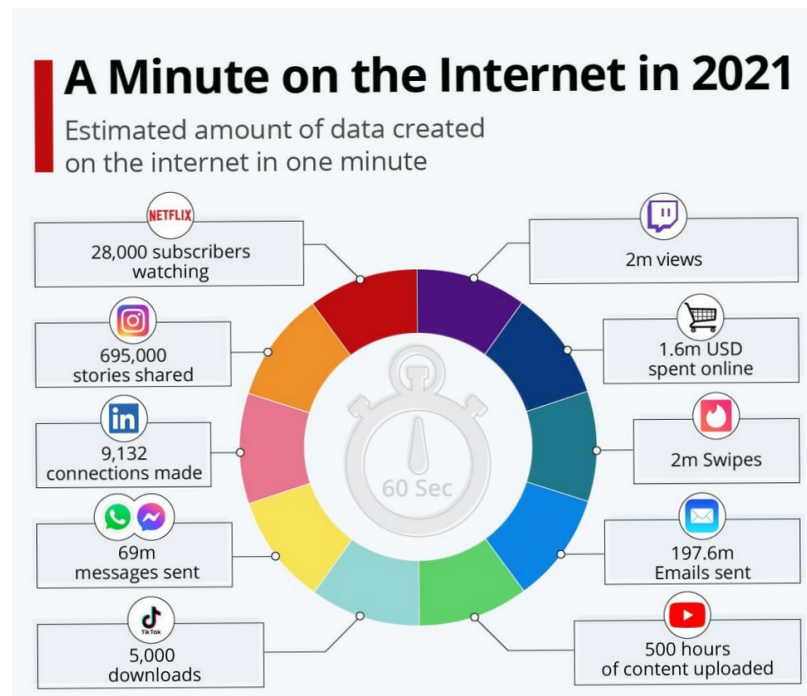 A Minute on the Internet in 2021
Estimated amount of data created
on the internet in one minute
NETFLIX
28,000 subscribers
watching
2m views
695,000
stories shared
1.6m USD
spent online
in
9,132
connections made
2m Swipes
69m
messages sent
197.6m
Emails sent
TikTok
5,000
downloads
500 hours
of content uploaded
60 Sec